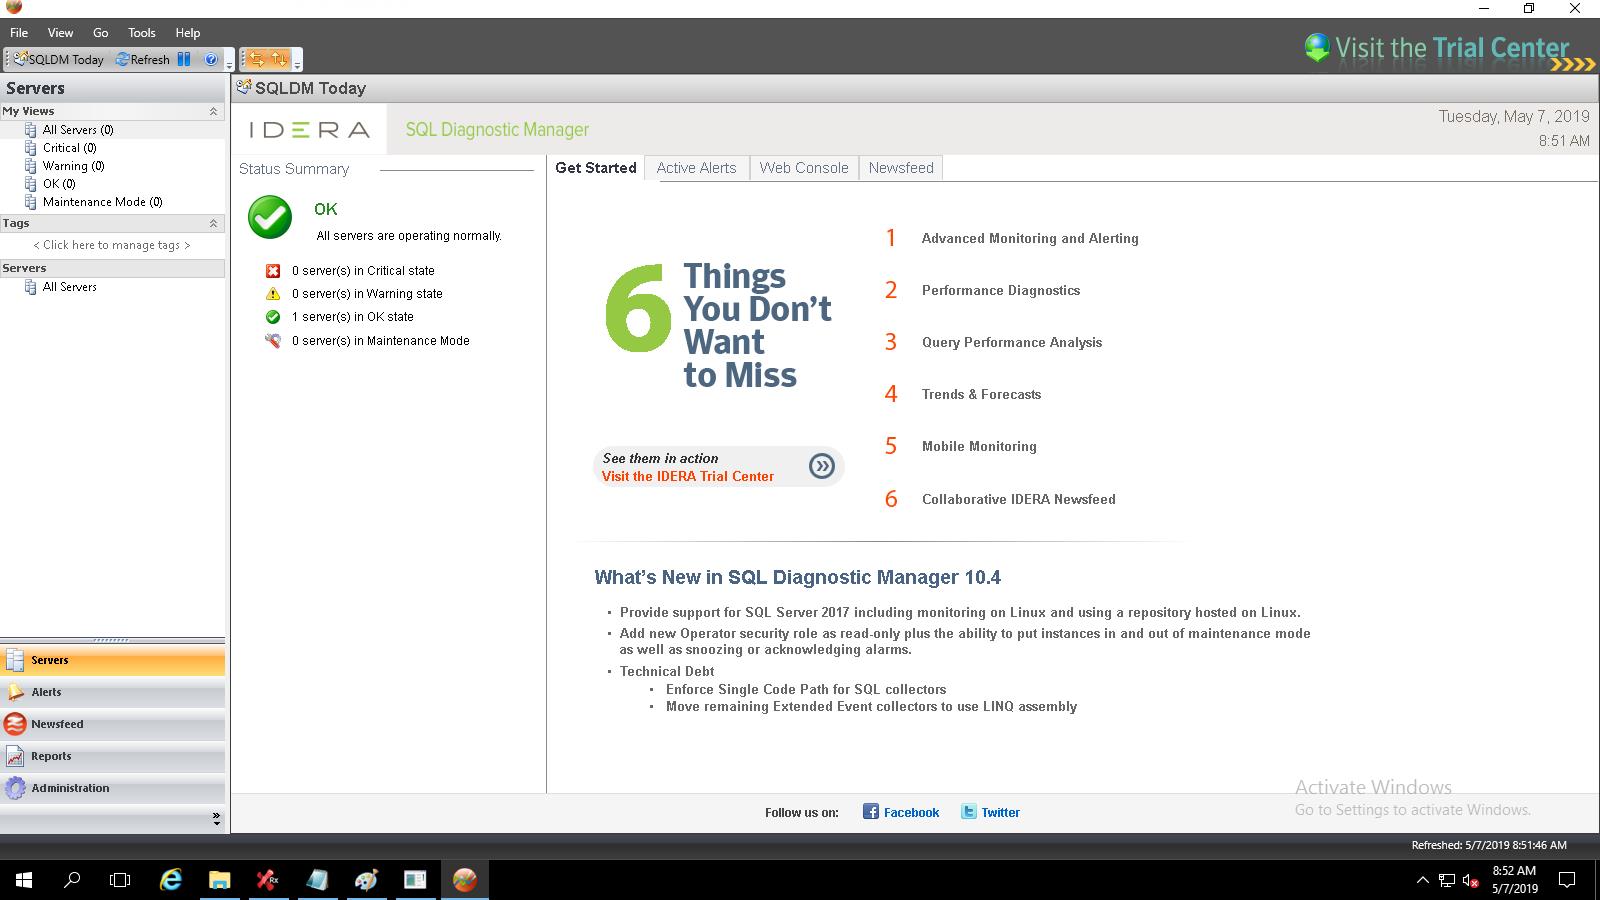 File View Go Tools Help
SQLDM Today Refresh
Visit the Trial Center
Servers
My Views
All Servers (0)
Critical (0)
Warning (0)
OK (0)
Maintenance Mode (0)
Tags
< Click here to manage tags >
Servers
All Servers
Servers
Alerts
Newsfeed
Reports
Administration
SQLDM Today
IDERA
SQL Diagnostic Manager
Tuesday, May 7, 2019
8:51 AM
Status Summary
OK
All servers are operating normally.
0 server(s) in Critical state
0 server(s) in Warning state
1 server(s) in OK state
0 server(s) in Maintenance Mode
Get Started Active Alerts Web Console Newsfeed
6 Things
You Don't
Want
to Miss
See them in action
Visit the IDERA Trial Center
1 Advanced Monitoring and Alerting
2 Performance Diagnostics
3 Query Performance Analysis
4 Trends & Forecasts
5 Mobile Monitoring
6 Collaborative IDERA Newsfeed
What's New in SQL Diagnostic Manager 10.4
• Provide support for SQL Server 2017 including monitoring on Linux and using a repository hosted on Linux.
• Add new Operator security role as read-only plus the ability to put instances in and out of maintenance mode
as well as snoozing or acknowledging alarms.
• Technical Debt
• Enforce Single Code Path for SQL collectors
• Move remaining Extended Event collectors to use LINQ assembly
Activate Windows
Go to Settings to activate Windows.
Follow us on: Facebook Twitter
Refreshed: 5/7/2019 8:51:46 AM
8:52 AM
5/7/2019